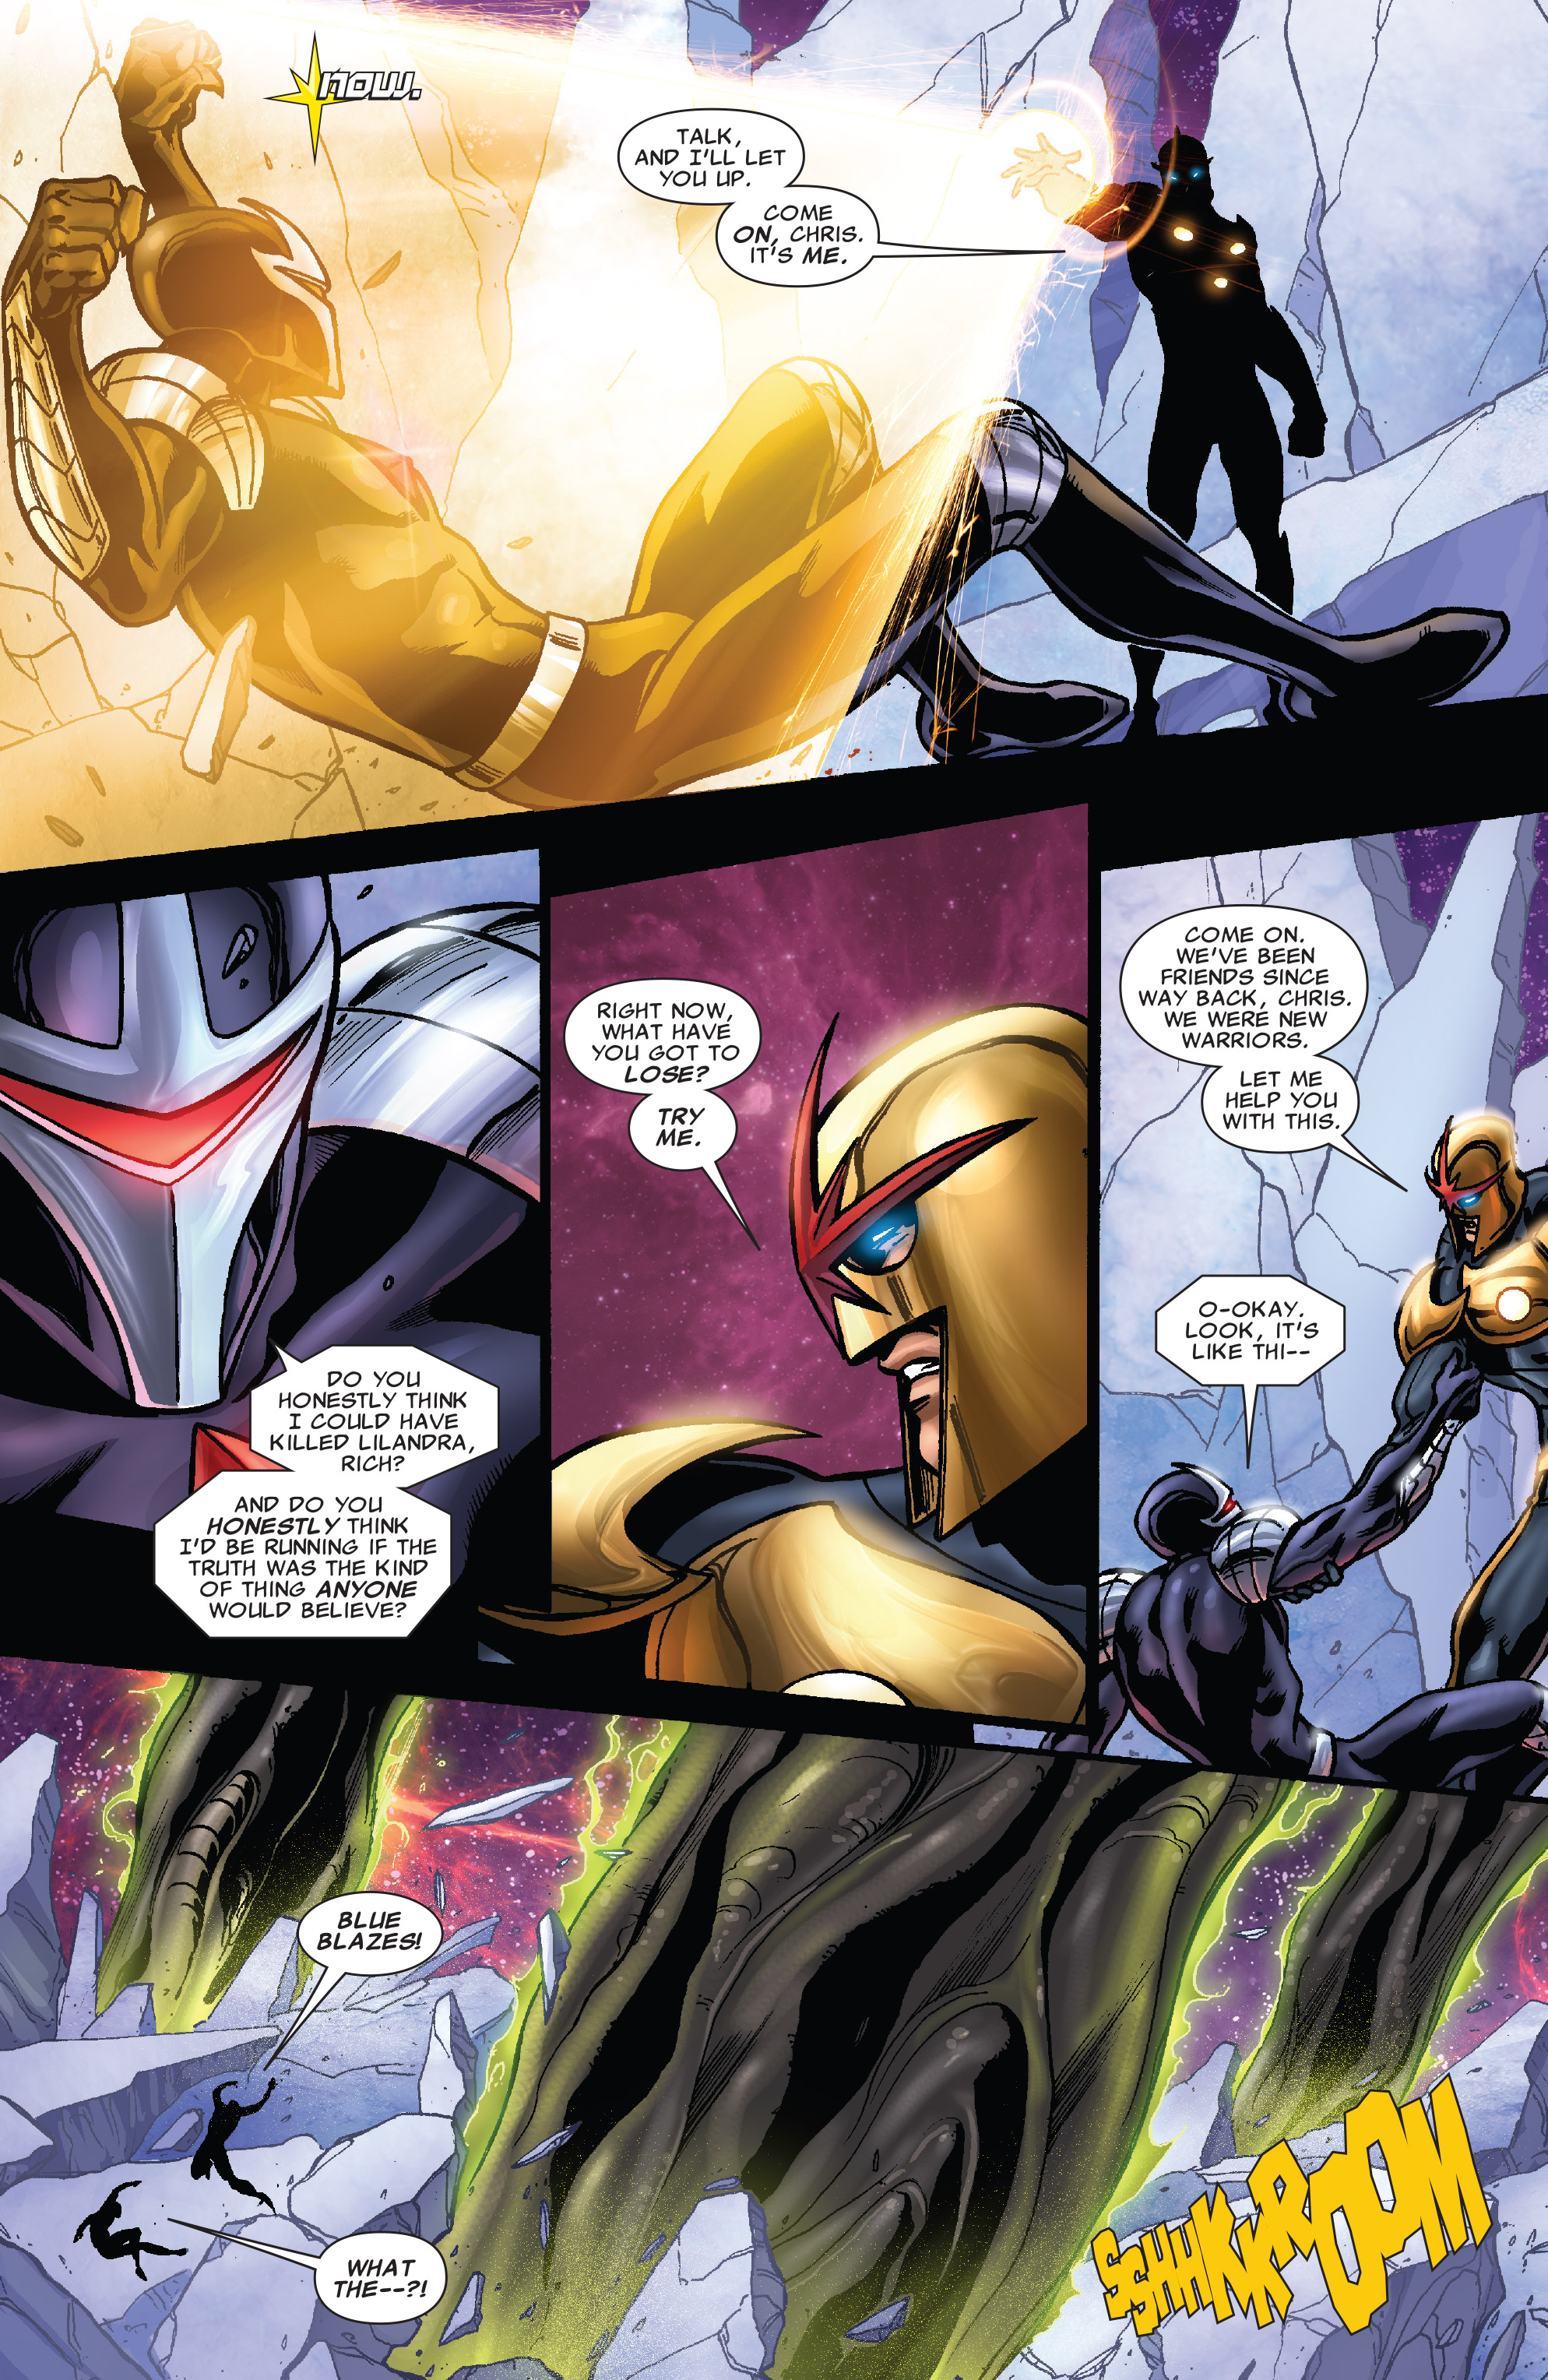 NOW.
TALK,
AND I'LL LET
YOU UP.
COME
ON, CHRIS.
IT'S ME.
DO YOU
HONESTLY THINK
I COULD HAVE
KILLED LILANDRA,
RICH?
AND DO YOU
HONESTLY THINK
I'D BE RUNNING IF THE
TRUTH WAS THE KIND
OF THING ANYONE
WOULD BELIEVE?
RIGHT NOW,
WHAT HAVE
YOU GOT TO
LOSE?
TRY
ME.
COME ON.
WE'VE BEEN
FRIENDS SINCE
WAY BACK, CHRIS.
WE WERE NEW
WARRIORS.
LET ME
HELP YOU
WITH THIS.
O-OKAY.
LOOK, IT'S
LIKE THI--
BLUE
BLAZES!
WHAT
THE--?!
SSHHKKROOM